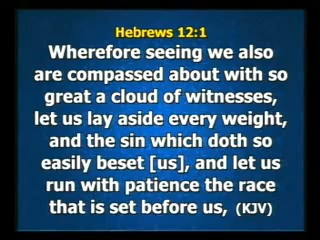 Hebrews 12:1
Wherefore seeing we also
are compassed about with so
great a cloud of witnesses,
let us lay aside every weight,
and the sin which doth so
easily beset [us], and let us
run with patience the race
that is set before us, (KJV)